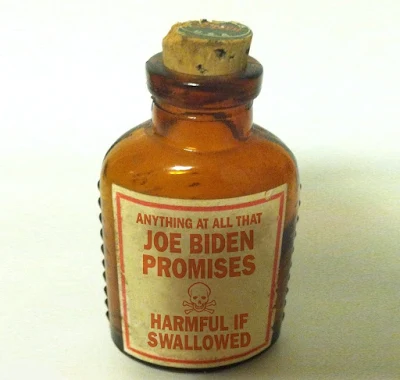 ANYTHING AT ALL THAT
JOE BIDEN
PROMISES
HARMFUL IF
SWALLOWED